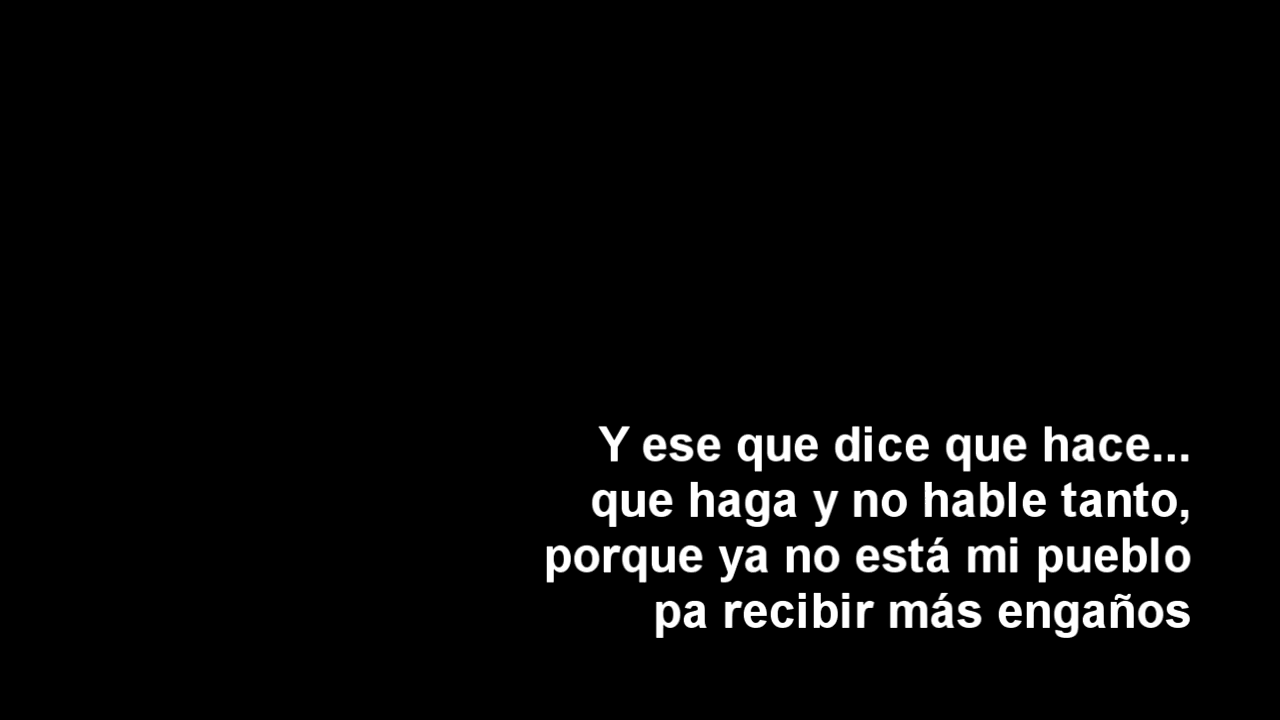 Y ese que dice que hace...
que haga y no hable tanto,
porque ya no está mi pueblo
pa recibir más engaños